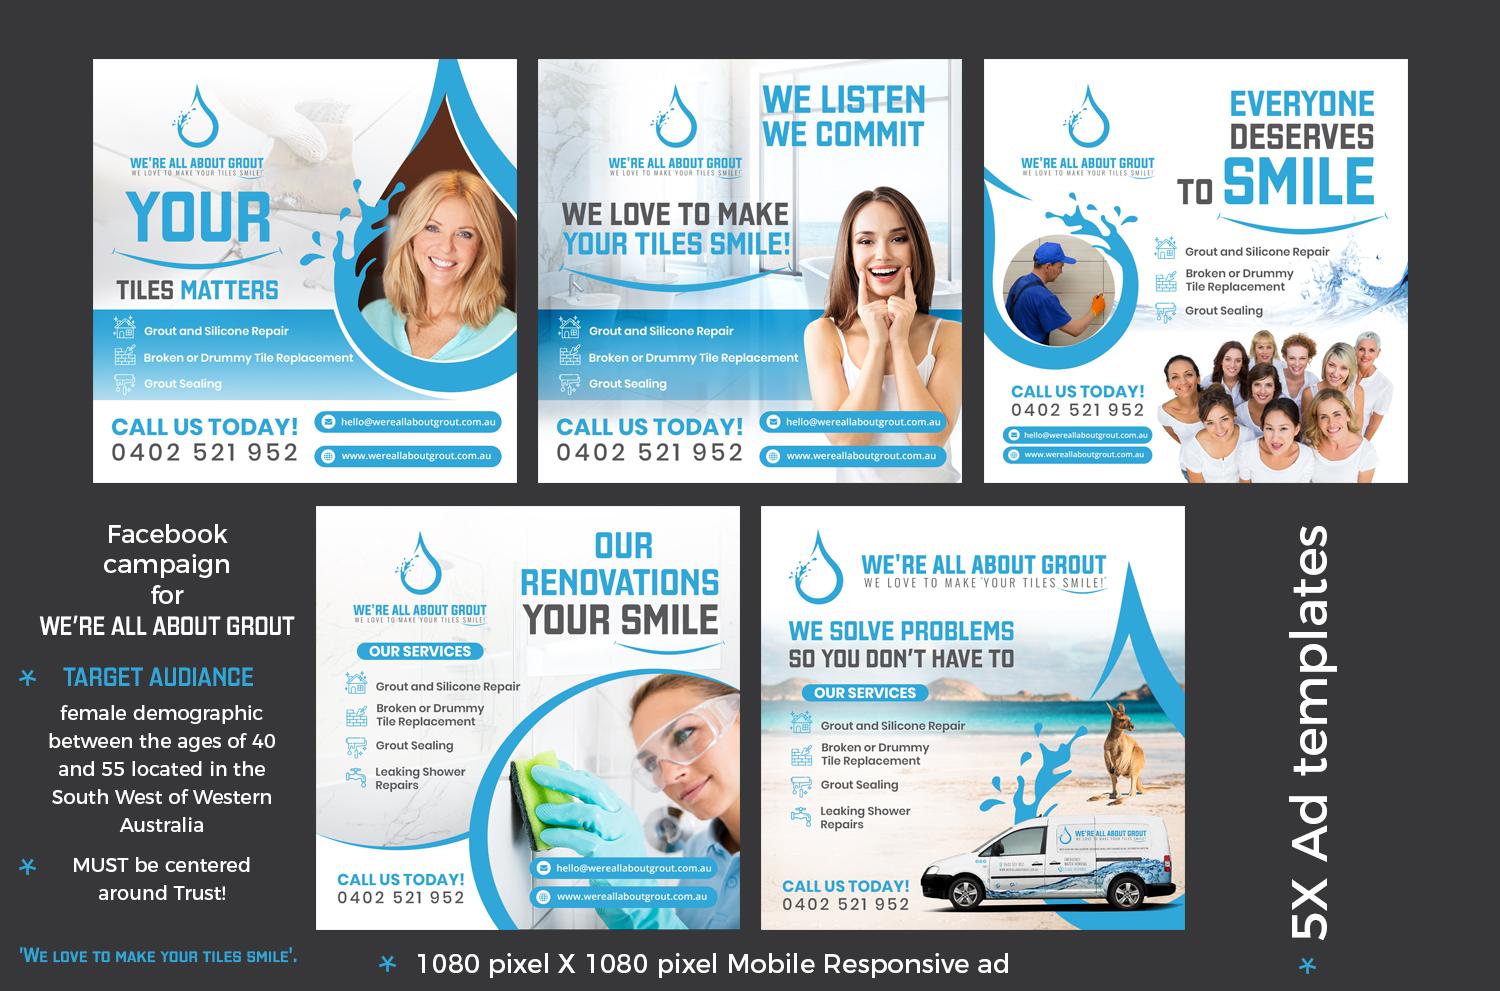 WE'RE ALL ABOUT GROUT
WE LOVE TO MAKE 'YOUR TILES SMILE!'
YOUR
TILES MATTERS
Grout and Silicone Repair
Broken or Drummy Tile Replacement
Grout Sealing
CALL US TODAY!
0402 521 952
hello@wereallaboutgrout.com.au
www.wereallaboutgrout.com.au
WE'RE ALL ABOUT GROUT
WE LOVE TO MAKE 'YOUR TILES SMILE!'
WE LISTEN
WE COMMIT
WE LOVE TO MAKE
YOUR TILES SMILE!
Grout and Silicone Repair
Broken or Drummy Tile Replacement
Grout Sealing
CALL US TODAY!
0402 521 952
hello@wereallaboutgrout.com.au
www.wereallaboutgrout.com.au
WE'RE ALL ABOUT GROUT
WE LOVE TO MAKE 'YOUR TILES SMILE!'
EVERYONE
DESERVES
TO SMILE
Grout and Silicone Repair
Broken or Drummy
Tile Replacement
Grout Sealing
CALL US TODAY!
0402 521 952
hello@wereallaboutgrout.com.au
www.wereallaboutgrout.com.au
Facebook
campaign
for
WE'RE ALL ABOUT GROUT
* TARGET AUDIANCE
female demographic
between the ages of 40
and 55 located in the
South West of Western
Australia
* MUST be centered
around Trust!
'WE LOVE TO MAKE YOUR TILES SMILE'.
WE'RE ALL ABOUT GROUT
WE LOVE TO MAKE 'YOUR TILES SMILE!'
OUR
RENOVATIONS
YOUR SMILE
OUR SERVICES
Grout and Silicone Repair
Broken or Drummy
Tile Replacement
Grout Sealing
Leaking Shower
Repairs
CALL US TODAY!
0402 521 952
hello@wereallaboutgrout.com.au
www.wereallaboutgrout.com.au
WE'RE ALL ABOUT GROUT
WE LOVE TO MAKE 'YOUR TILES SMILE!'
WE SOLVE PROBLEMS
SO YOU DON'T HAVE TO
OUR SERVICES
Grout and Silicone Repair
Broken or Drummy
Tile Replacement
Grout Sealing
Leaking Shower
Repairs
WE'RE ALL ABOUT GROUT
CALL US TODAY!
0402 521 952
* 5X Ad templates
* 1080 pixel X 1080 pixel Mobile Responsive ad